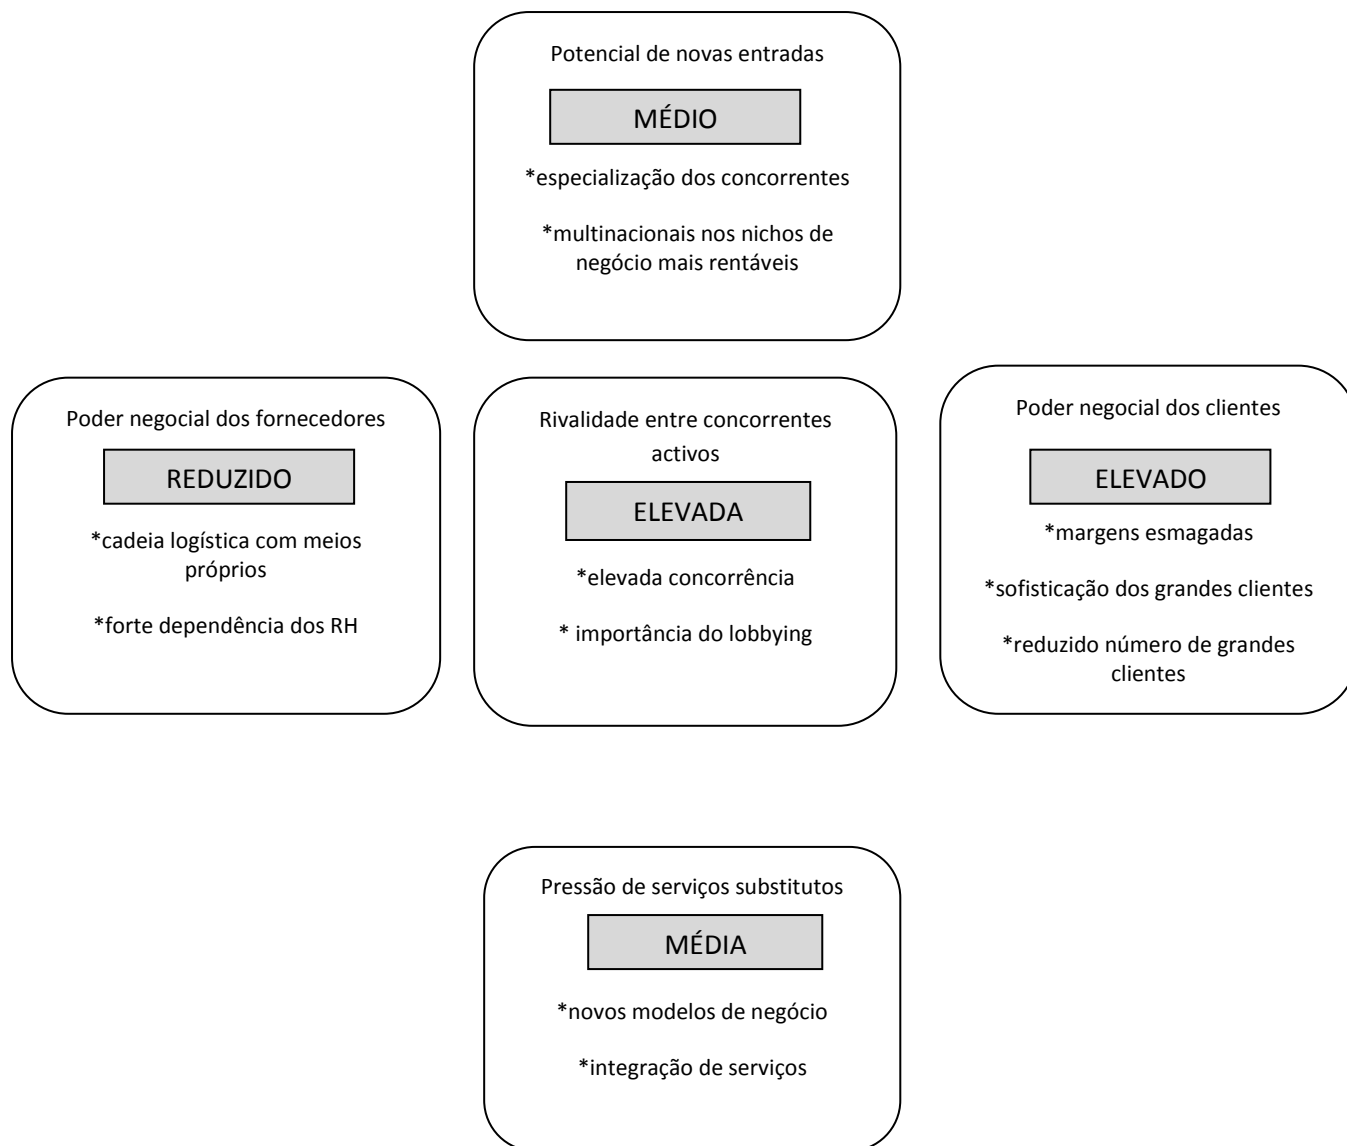 Potencial de novas entradas
MÉDIO
*especialização dos concorrentes
*multinacionais nos nichos de
negócio mais rentáveis
Poder negocial dos fornecedores
REDUZIDO
*cadeia logística com meios
próprios
*forte dependência dos RH
Rivalidade entre concorrentes
activos
ELEVADA
*elevada concorrência
* importância do lobbying
Poder negocial dos clientes
ELEVADO
*margens esmagadas
*sofisticação dos grandes clientes
*reduzido número de grandes
clientes
Pressão de serviços substitutos
MÉDIA
*novos modelos de negócio
*integração de serviços